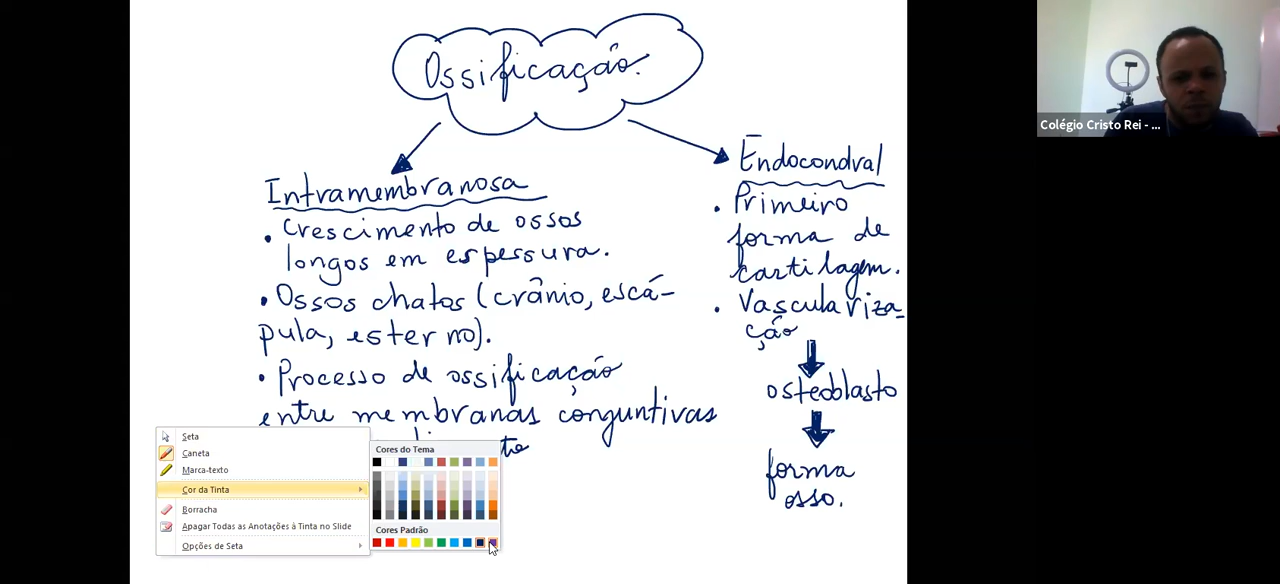 Ossificação.
Intramembranosa
• Crescimento de ossos
longos em espessura.
• Ossos chatos (crânio, escá-
pula, esterno).
• Processo de ossificação
entre membranas conjuntivas
Endocondral
• Primeiro
forma de
cartilagem.
• Vasculariza-
ção
osteoblasto
forma
osso.
Seta
Caneta
Marca-texto
Cor da Tinta
Borracha
Apagar Todas as Anotações à Tinta no Slide
Opções de Seta
Cores do Tema
Cores Padrão
Colégio Cristo Rei - ...